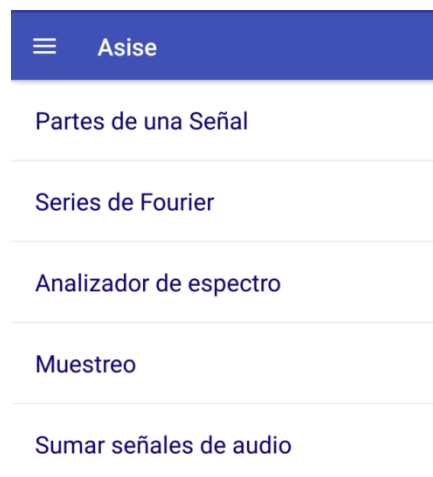 Asise
Partes de una Señal
Series de Fourier
Analizador de espectro
Muestreo
Sumar señales de audio